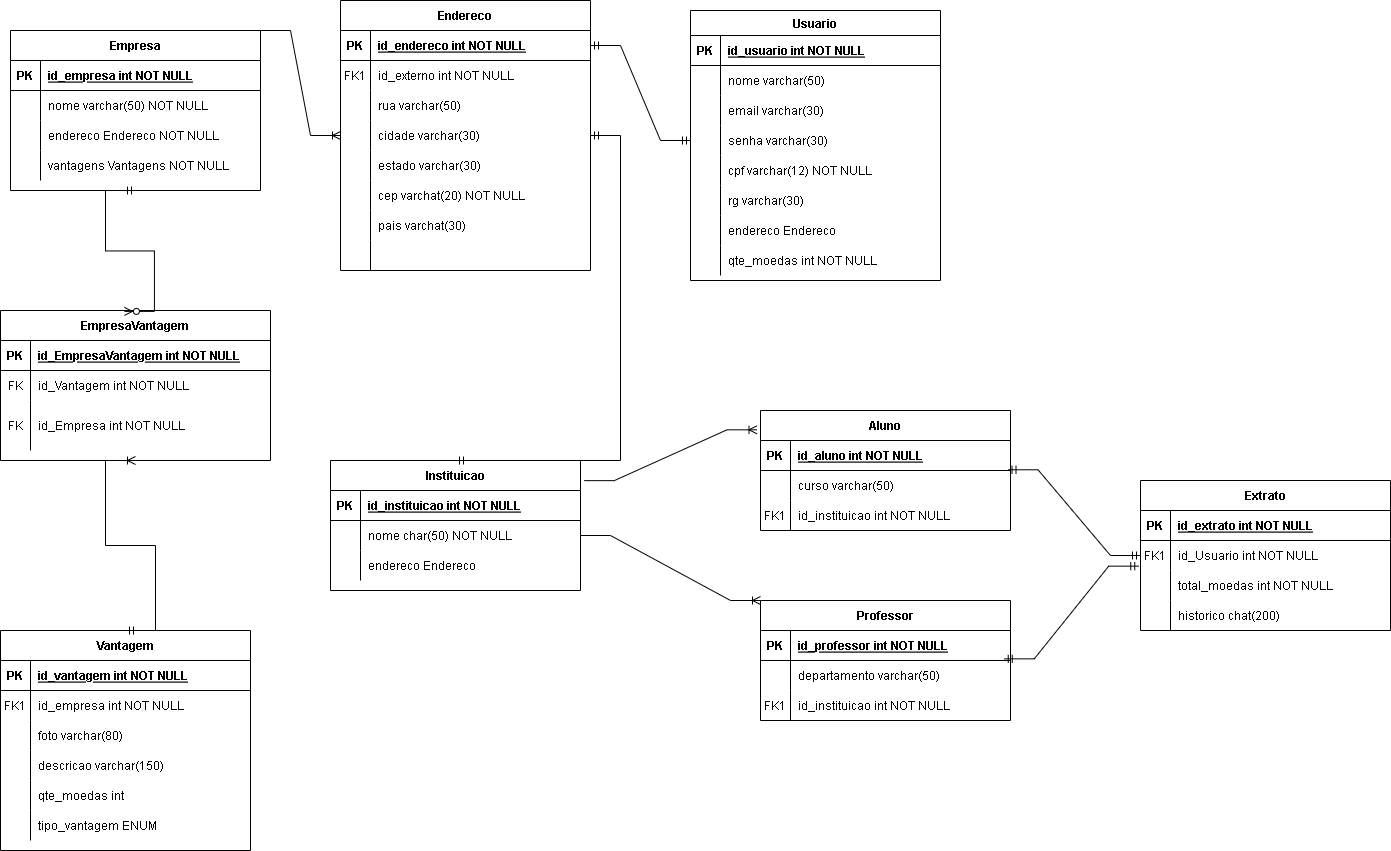 Empresa
PK id_empresa int NOT NULL
nome varchar(50) NOT NULL
endereco Endereco NOT NULL
vantagens Vantagens NOT NULL
Endereco
PK id_endereco int NOT NULL
FK1 id_externo int NOT NULL
rua varchar(50)
cidade varchar(30)
estado varchar(30)
cep varchat(20) NOT NULL
pais varchat(30)
Usuario
PK id_usuario int NOT NULL
nome varchar(50)
email varchar(30)
senha varchar(30)
cpf varchar(12) NOT NULL
rg varchar(30)
endereco Endereco
qte_moedas int NOT NULL
EmpresaVantagem
PK id_EmpresaVantagem int NOT NULL
FK id_Vantagem int NOT NULL
FK id_Empresa int NOT NULL
Instituicao
PK id_instituicao int NOT NULL
nome char(50) NOT NULL
endereco Endereco
Aluno
PK id_aluno int NOT NULL
curso varchar(50)
FK1 id_instituicao int NOT NULL
Extrato
PK id_extrato int NOT NULL
FK1 id_Usuario int NOT NULL
total_moedas int NOT NULL
historico chat(200)
Professor
PK id_professor int NOT NULL
departamento varchar(50)
FK1 id_instituicao int NOT NULL
Vantagem
PK id_vantagem int NOT NULL
FK1 id_empresa int NOT NULL
foto varchar(80)
descricao varchar(150)
qte_moedas int
tipo_vantagem ENUM